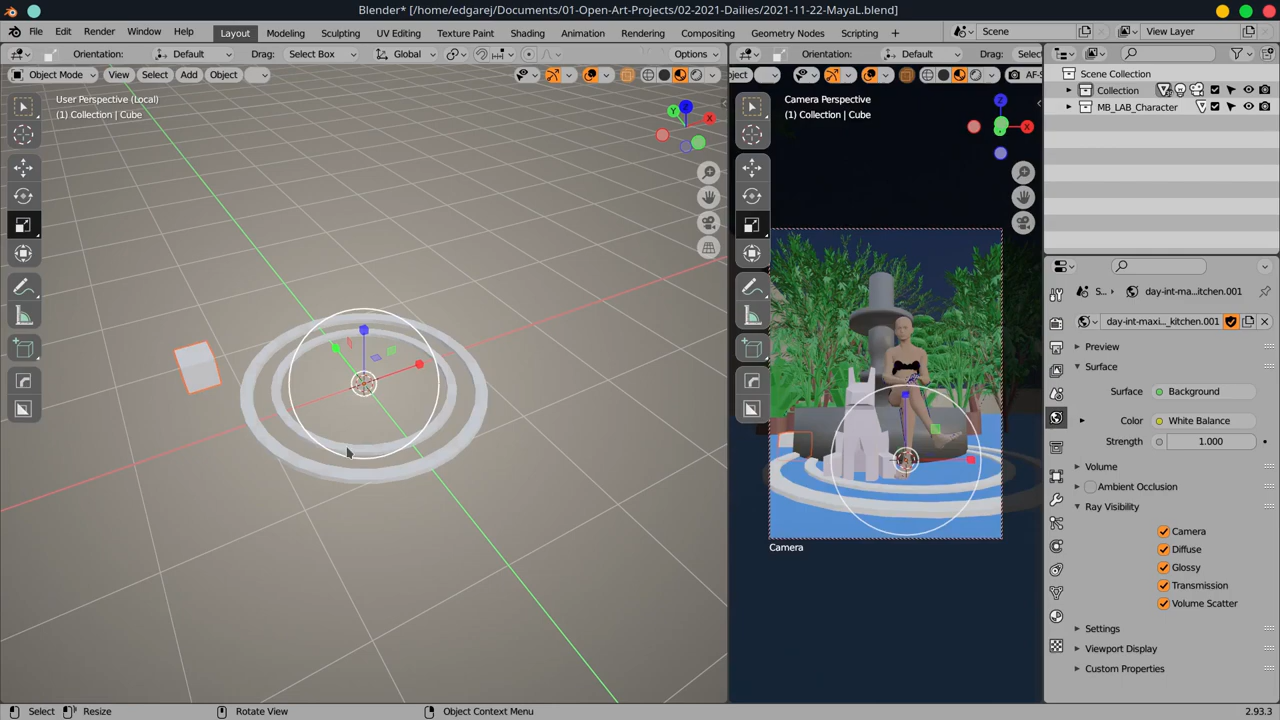 Blender* [/home/edgarej/Documents/01-Open-Art-Projects/02-2021-Dailies/2021-11-22-MayaL.blend]
File Edit Render Window Help Layout Modeling Sculpting UV Editing Texture Paint Shading Animation Rendering Compositing Geometry Nodes Scripting + Scene View Layer
Orientation: Default Drag: Select Box Global Options
Orientation: Default Drag: Selec
Object Mode View Select Add Object
oject AF-S
User Perspective (Local)
(1) Collection | Cube
Z
Y
X
Camera Perspective
(1) Collection | Cube
Z
X
Camera
Scene Collection
Collection
MB_LAB_Character
S... day-int-ma...itchen.001
day-int-maxi..._kitchen.001
Preview
Surface
Surface Background
Color White Balance
Strength 1.000
Volume
Ambient Occlusion
Ray Visibility
Camera
Diffuse
Glossy
Transmission
Volume Scatter
Settings
Viewport Display
Custom Properties
Select Resize Rotate View Object Context Menu 2.93.3